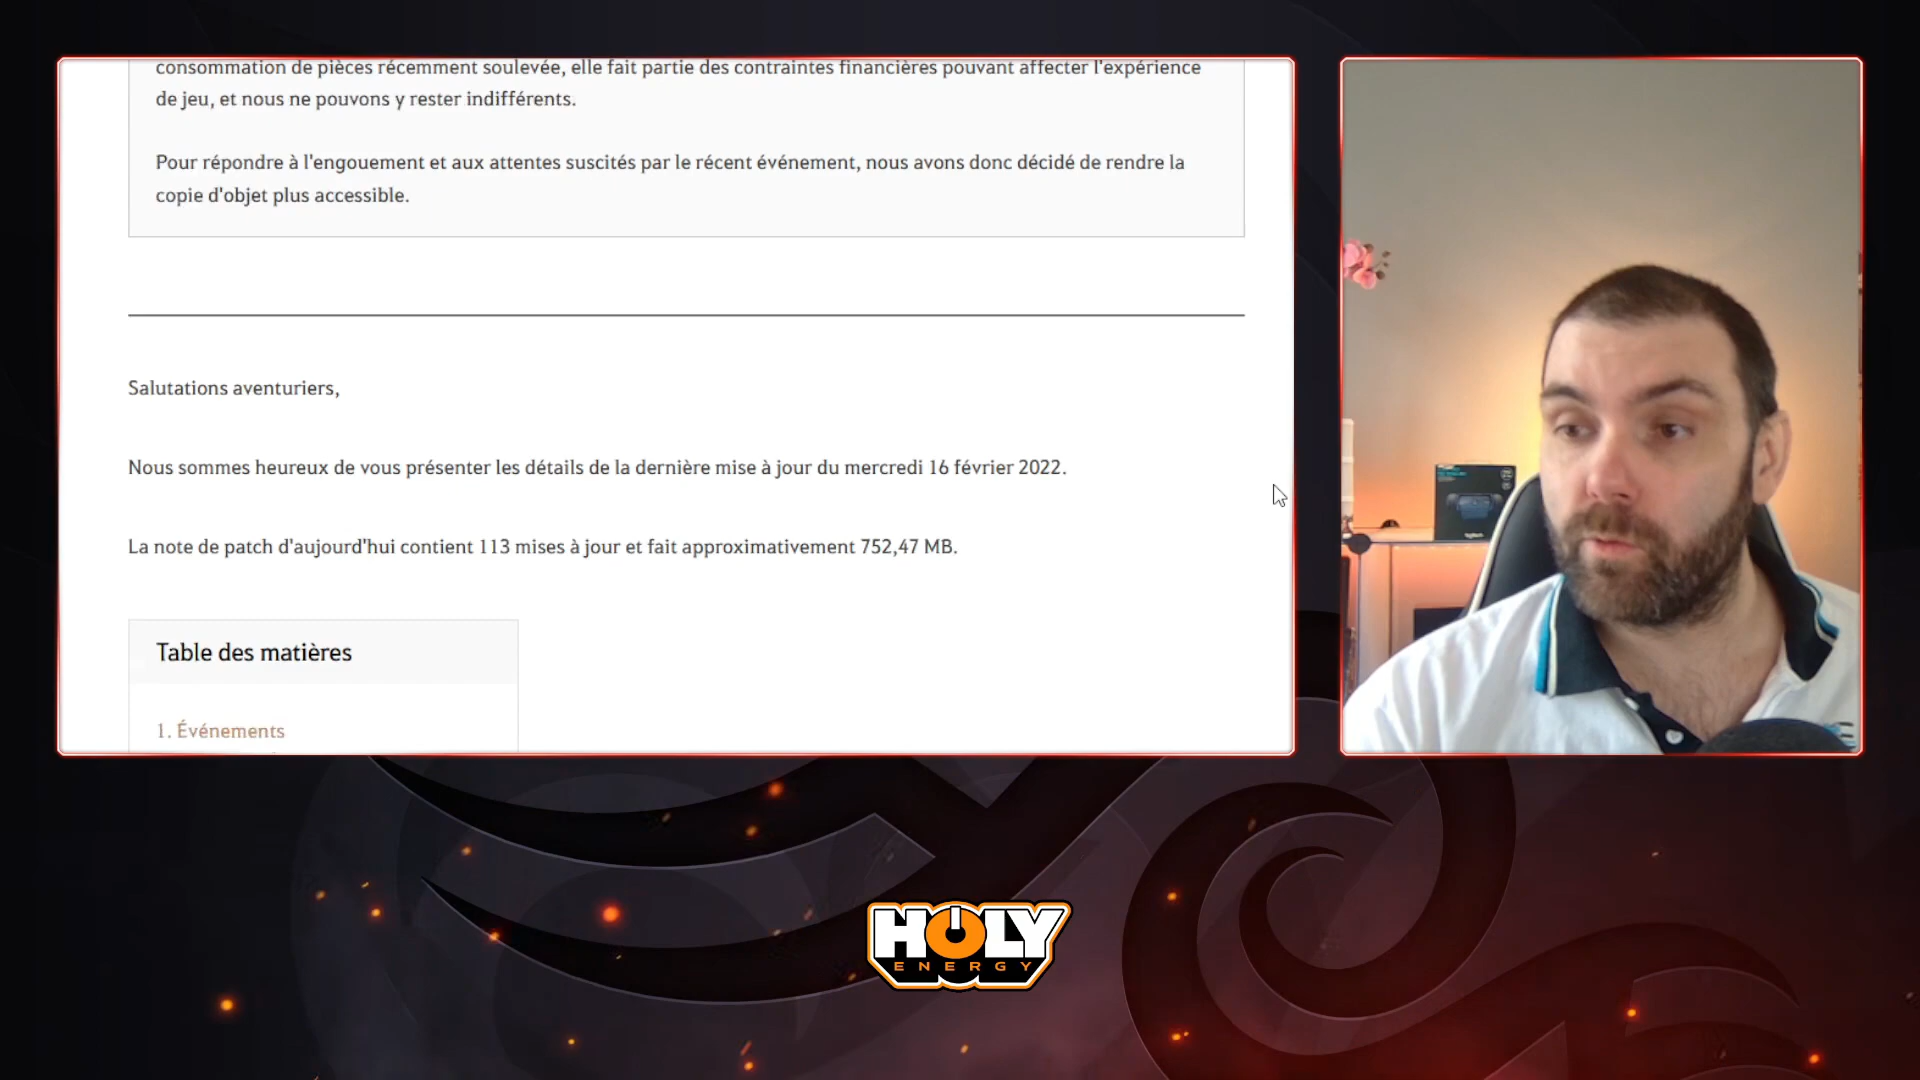 consommation de pièces récemment soulevée, elle fait partie des contraintes financières pouvant affecter l'expérience
de jeu, et nous ne pouvons y rester indifférents.
Pour répondre à l'engouement et aux attentes suscités par le récent événement, nous avons donc décidé de rendre la
copie d'objet plus accessible.
Salutations aventuriers,
Nous sommes heureux de vous présenter les détails de la dernière mise à jour du mercredi 16 février 2022.
La note de patch d'aujourd'hui contient 113 mises à jour et fait approximativement 752,47 MB.
Table des matières
1. Événements
HOLY
ENERGY